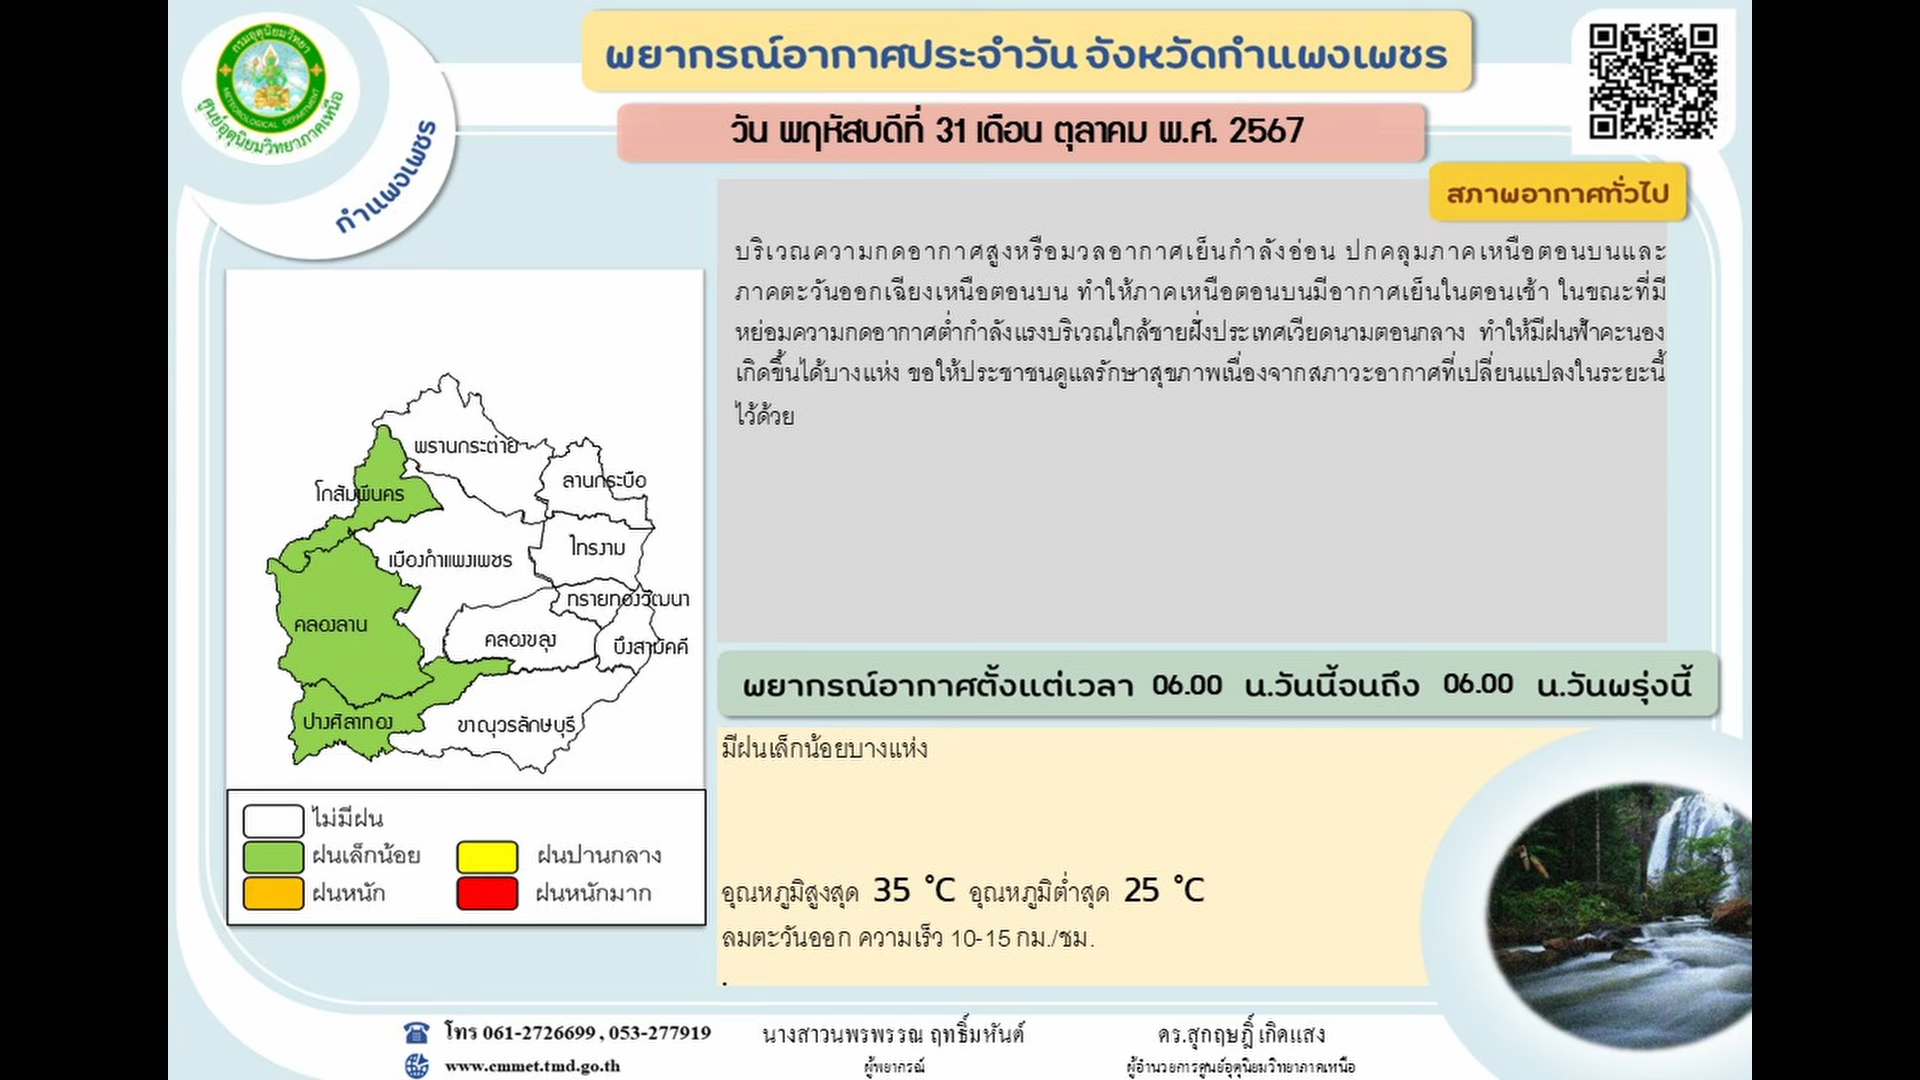 กรมอุตุนิยมวิทยา
METEOROLOGICAL DEPARTMENT
ศูนย์อุตุนิยมวิทยาภาคเหนือ
กำแพงเพชร
พยากรณ์อากาศประจำวัน จังหวัดกำแพงเพชร
วัน พฤหัสบดีที่ 31 เดือน ตุลาคม พ.ศ. 2567
สภาพอากาศทั่วไป
บริเวณความกดอากาศสูงหรือมวลอากาศเย็นกำลังอ่อน ปกคลุมภาคเหนือตอนบนและ
ภาคตะวันออกเฉียงเหนือตอนบน ทำให้ภาคเหนือตอนบนมีอากาศเย็นในตอนเช้า ในขณะที่มี
หย่อมความกดอากาศต่ำกำลังแรงบริเวณใกล้ชายฝั่งประเทศเวียดนามตอนกลาง ทำให้มีฝนฟ้าคะนอง
เกิดขึ้นได้บางแห่ง ขอให้ประชาชนดูแลรักษาสุขภาพเนื่องจากสภาวะอากาศที่เปลี่ยนแปลงในระยะนี้
ไว้ด้วย
พรานกระต่าย
ลานกระบือ
โกสัมพีนคร
ไทรงาม
เมืองกำแพงเพชร
ทรายทองวัฒนา
คลองลาน
คลองขลุง
บึงสามัคคี
ปางศิลาทอง
ขาณุวรลักษบุรี
ไม่มีฝน
ฝนเล็กน้อย
ฝนปานกลาง
ฝนหนัก
ฝนหนักมาก
พยากรณ์อากาศตั้งแต่เวลา 06.00 น.วันนี้จนถึง 06.00 น.วันพรุ่งนี้
มีฝนเล็กน้อยบางแห่ง
อุณหภูมิสูงสุด 35 °C อุณหภูมิต่ำสุด 25 °C
ลมตะวันออก ความเร็ว 10-15 กม./ชม.
.
โทร 061-2726699 , 053-277919
www.cmmet.tmd.go.th
นางสาวนพรพรรณ ฤทธิ์มหันต์
ผู้พยากรณ์
ดร.สุกฤษฎิ์ เกิดแสง
ผู้อำนวยการศูนย์อุตุนิยมวิทยาภาคเหนือ